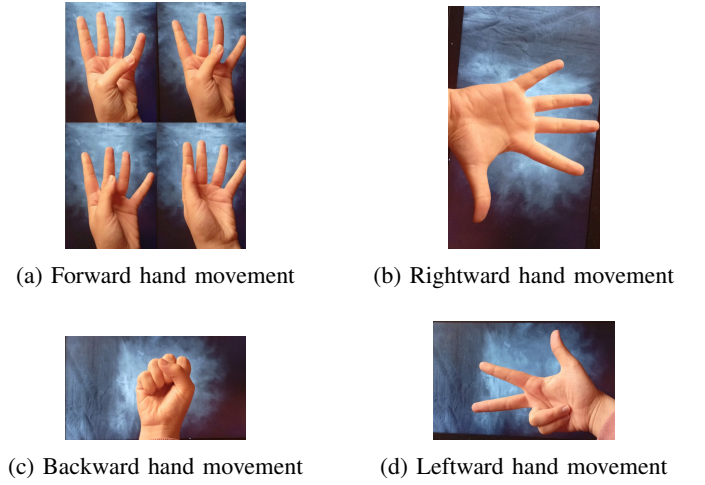 (a) Forward hand movement
(b) Rightward hand movement
(c) Backward hand movement
(d) Leftward hand movement